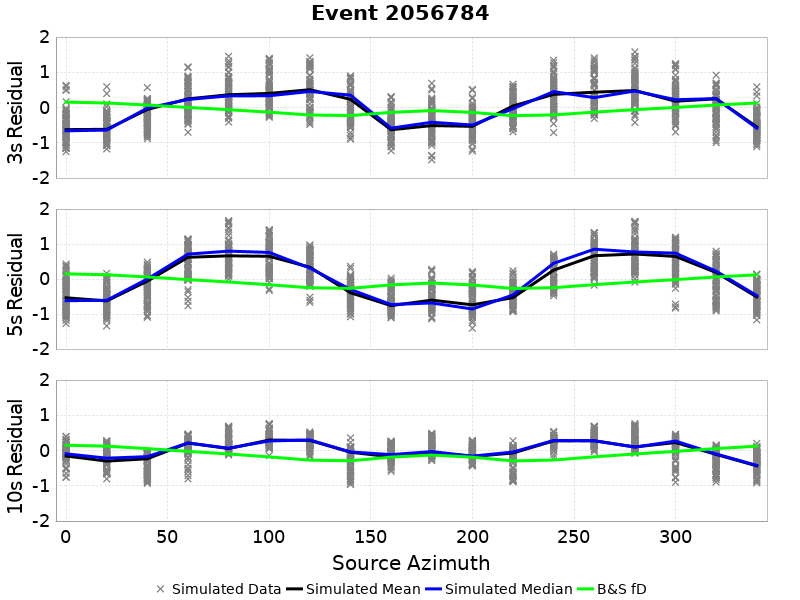 Event 2056784
3s Residual
2
1
0
-1
-2
5s Residual
2
1
0
-1
-2
10s Residual
2
1
0
-1
-2
0 50 100 150 200 250 300
Source Azimuth
Simulated Data Simulated Mean Simulated Median B&S fD